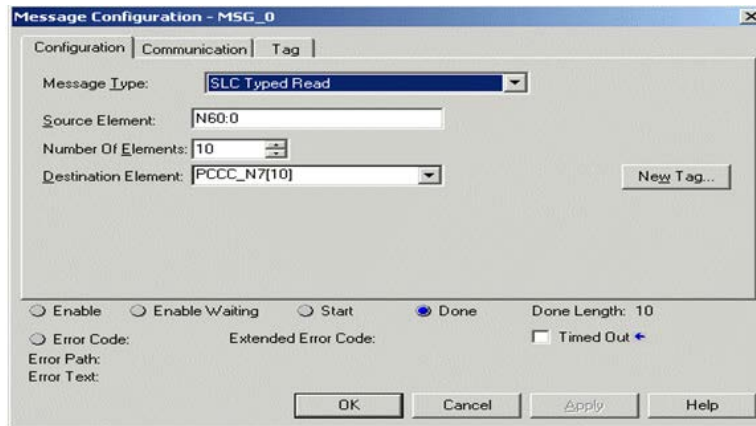 Message Configuration - MSG_0
Configuration Communication Tag
Message Type: SLC Typed Read
Source Element: N60:0
Number Of Elements: 10
Destination Element: PCCC_N7[10] New Tag...
Enable Enable Waiting Start Done Done Length: 10
Error Code: Extended Error Code: Timed Out
Error Path:
Error Text:
OK Cancel Apply Help